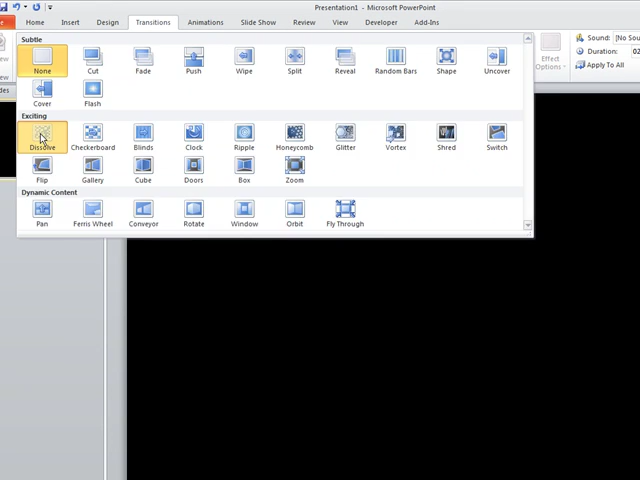 Presentation1 - Microsoft PowerPoint
Home Insert Design Transitions Animations Slide Show Review View Developer Add-Ins
Subtle
None Cut Fade Push Wipe Split Reveal Random Bars Shape Uncover
Cover Flash
Exciting
Dissolve Checkerboard Blinds Clock Ripple Honeycomb Glitter Vortex Shred Switch
Flip Gallery Cube Doors Box Zoom
Dynamic Content
Pan Ferris Wheel Conveyor Rotate Window Orbit Fly Through
Effect
Options
Sound: [No Sou
Duration: 02
Apply To All